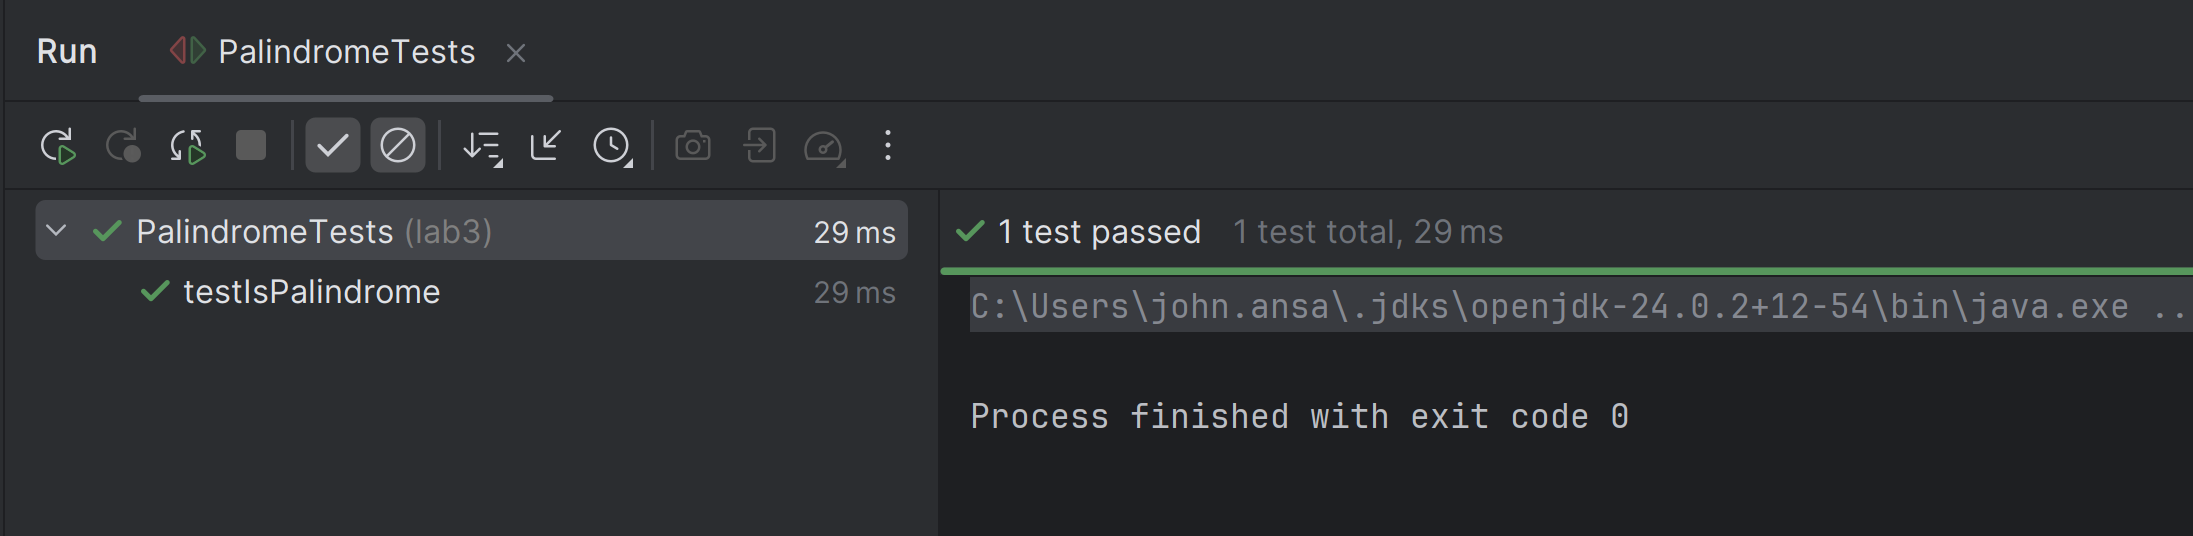 Run PalindromeTests
PalindromeTests (lab3) 29 ms
testIsPalindrome 29 ms
1 test passed 1 test total, 29 ms
C:\Users\john.ansa\.jdks\openjdk-24.0.2+12-54\bin\java.exe ..
Process finished with exit code 0